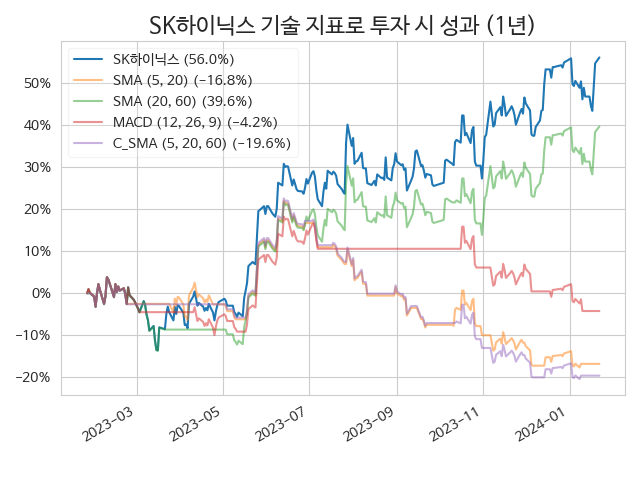 SK하이닉스 기술 지표로 투자 시 성과 (1년)
SK하이닉스 (56.0%)
SMA (5, 20) (−16.8%)
SMA (20, 60) (39.6%)
MACD (12, 26, 9) (−4.2%)
C_SMA (5, 20, 60) (−19.6%)
50%
40%
30%
20%
10%
0%
−10%
−20%
2023−03
2023−05
2023−07
2023−09
2023−11
2024−01